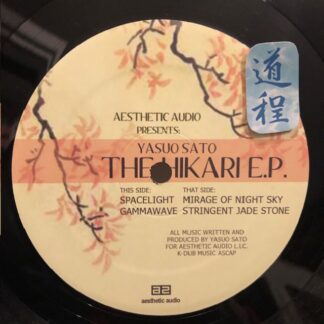 道程
AESTHETIC AUDIO
PRESENTS:
YASUO SATO
THE HIKARI E.P.
THIS SIDE:
SPACELIGHT
GAMMAWAVE
THAT SIDE:
MIRAGE OF NIGHT SKY
STRINGENT JADE STONE
ALL MUSIC WRITTEN AND
PRODUCED BY YASUO SATO
FOR AESTHETIC AUDIO L.I.C.
K-DUB MUSIC ASCAP
aesthetic audio